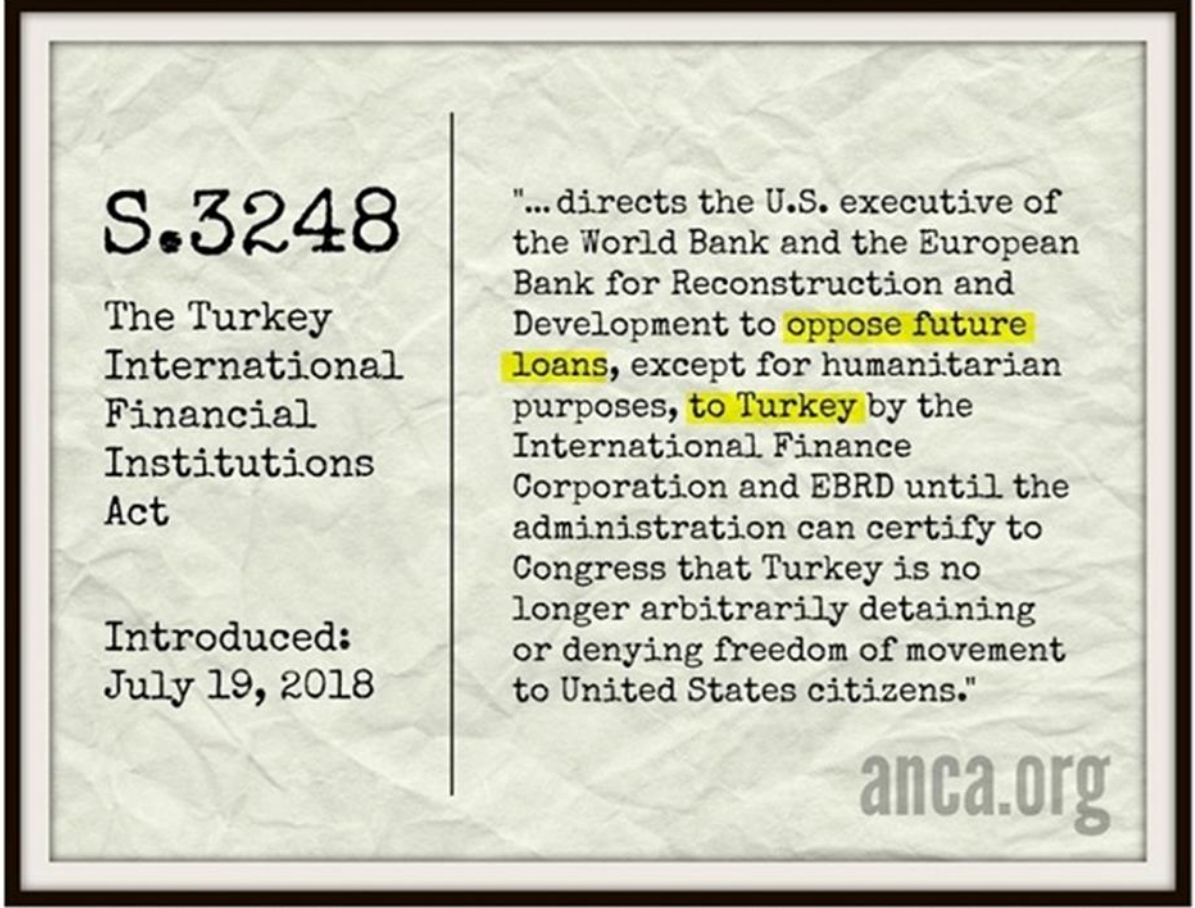 S.3248
The Turkey
International
Financial
Institutions
Act
Introduced:
July 19, 2018
"... directs the U.S. executive of
the World Bank and the European
Bank for Reconstruction and
Development to oppose future
loans, except for humanitarian
purposes, to Turkey by the
International Finance
Corporation and EBRD until the
administration can certify to
Congress that Turkey is no
longer arbitrarily detaining
or denying freedom of movement
to United States citizens."
anca.org